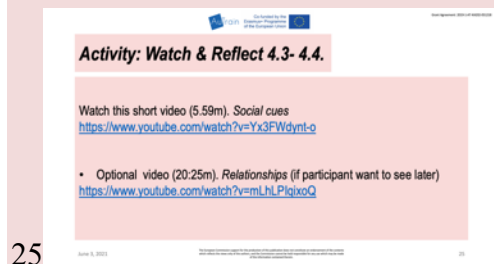 AuTrain
Co-funded by the
Erasmus+ Programme
of the European Union
Activity: Watch & Reflect 4.3- 4.4.
Watch this short video (5.59m). Social cues
https://www.youtube.com/watch?v=Yx3FWdynt-o
• Optional video (20:25m). Relationships (if participant want to see later)
https://www.youtube.com/watch?v=mLhLPIqixoQ
25
June 3, 2021
25